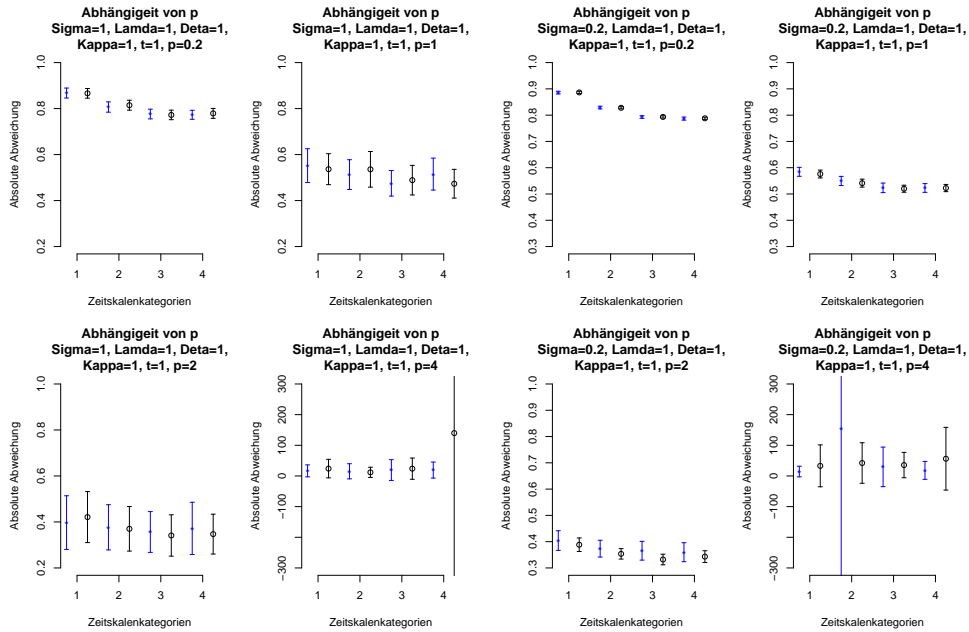 Abhängigeit von p
Sigma=1, Lamda=1, Deta=1,
Kappa=1, t=1, p=0.2
Absolute Abweichung
1.0
0.8
0.6
0.4
0.2
1 2 3 4
Zeitskalenkategorien
Abhängigeit von p
Sigma=1, Lamda=1, Deta=1,
Kappa=1, t=1, p=1
Absolute Abweichung
1.0
0.8
0.6
0.4
0.2
1 2 3 4
Zeitskalenkategorien
Abhängigeit von p
Sigma=0.2, Lamda=1, Deta=1,
Kappa=1, t=1, p=0.2
Absolute Abweichung
1.0
0.9
0.8
0.7
0.6
0.5
0.4
0.3
1 2 3 4
Zeitskalenkategorien
Abhängigeit von p
Sigma=0.2, Lamda=1, Deta=1,
Kappa=1, t=1, p=1
Absolute Abweichung
1.0
0.9
0.8
0.7
0.6
0.5
0.4
0.3
1 2 3 4
Zeitskalenkategorien
Abhängigeit von p
Sigma=1, Lamda=1, Deta=1,
Kappa=1, t=1, p=2
Absolute Abweichung
1.0
0.8
0.6
0.4
0.2
1 2 3 4
Zeitskalenkategorien
Abhängigeit von p
Sigma=1, Lamda=1, Deta=1,
Kappa=1, t=1, p=4
Absolute Abweichung
300
200
100
0
−100
−300
1 2 3 4
Zeitskalenkategorien
Abhängigeit von p
Sigma=0.2, Lamda=1, Deta=1,
Kappa=1, t=1, p=2
Absolute Abweichung
1.0
0.9
0.8
0.7
0.6
0.5
0.4
0.3
1 2 3 4
Zeitskalenkategorien
Abhängigeit von p
Sigma=0.2, Lamda=1, Deta=1,
Kappa=1, t=1, p=4
Absolute Abweichung
300
200
100
0
−100
−300
1 2 3 4
Zeitskalenkategorien